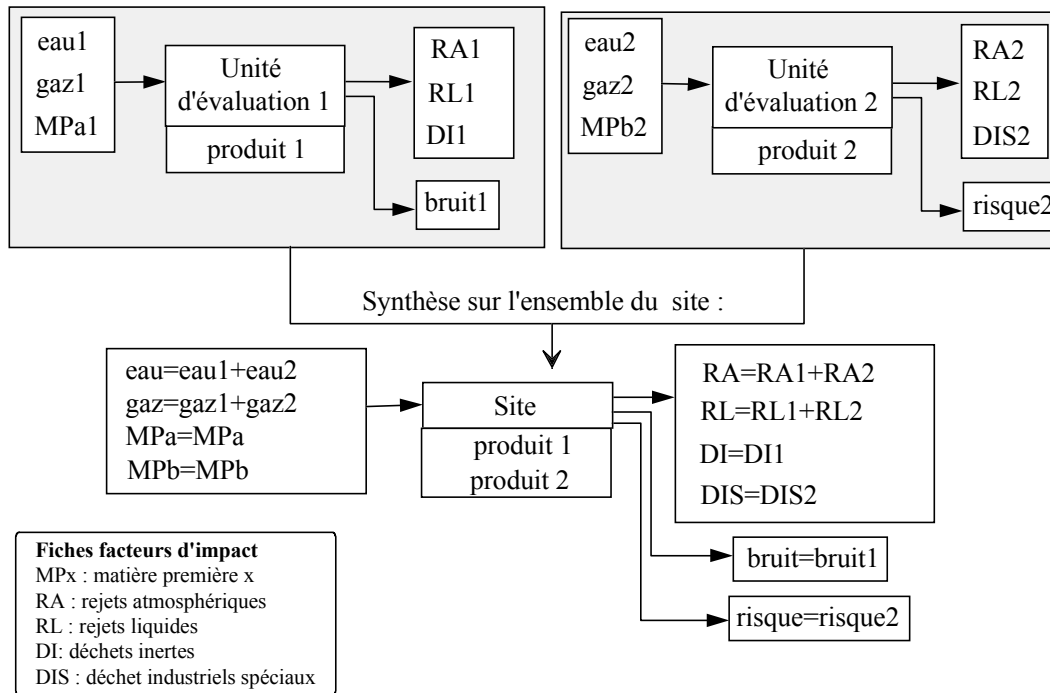 eau1
gaz1
MPa1
Unité
d'évaluation 1
produit 1
RA1
RL1
DI1
bruit1
eau2
gaz2
MPb2
Unité
d'évaluation 2
produit 2
RA2
RL2
DIS2
risque2
Synthèse sur l'ensemble du site :
eau=eau1+eau2
gaz=gaz1+gaz2
MPa=MPa
MPb=MPb
Site
produit 1
produit 2
RA=RA1+RA2
RL=RL1+RL2
DI=DI1
DIS=DIS2
bruit=bruit1
risque=risque2
Fiches facteurs d'impact
MPx : matière première x
RA : rejets atmosphériques
RL : rejets liquides
DI: déchets inertes
DIS : déchet industriels spéciaux